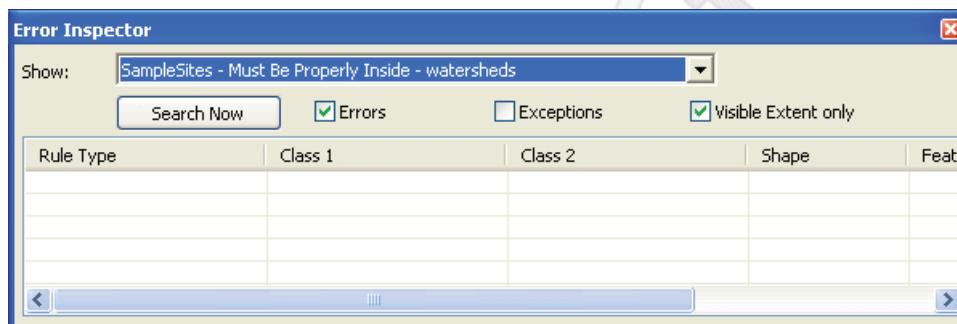 Error Inspector
Show: SampleSites - Must Be Properly Inside - watersheds
Search Now Errors Exceptions Visible Extent only
Rule Type Class 1 Class 2 Shape Feat